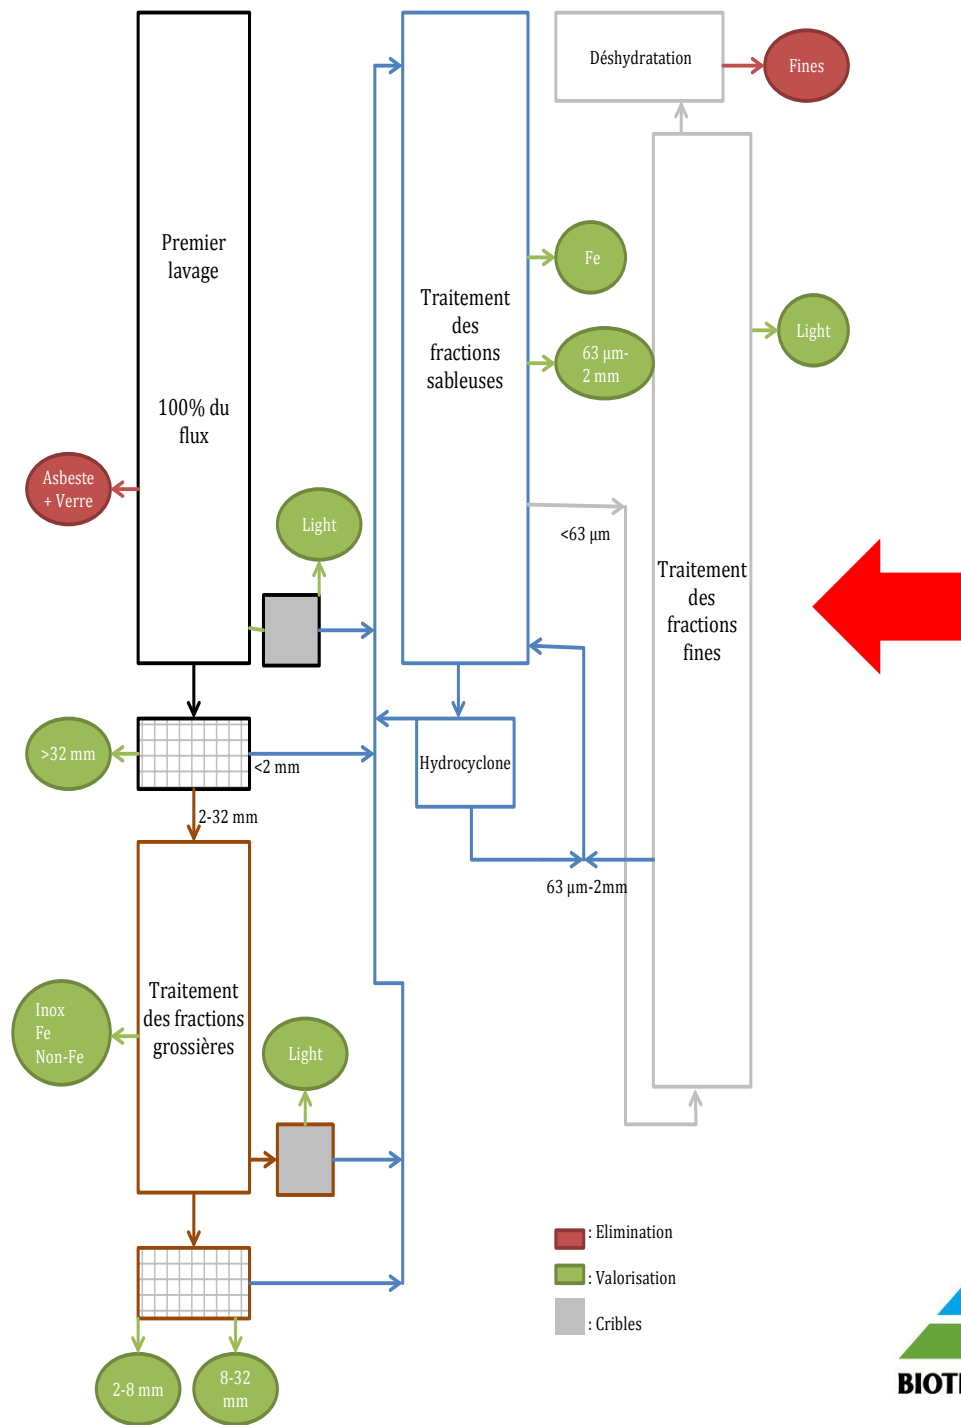 Déshydratation
Fines
Premier
lavage
100% du
flux
Traitement
des
fractions
sableuses
Fe
63 μm-
2 mm
Light
Asbeste
+ Verre
Light
<63 μm
Traitement
des
fractions
fines
>32 mm
<2 mm
Hydrocyclone
2-32 mm
63 μm-2mm
Traitement
des fractions
grossières
Inox
Fe
Non-Fe
Light
: Elimination
: Valorisation
: Cribles
2-8 mm
8-32
mm